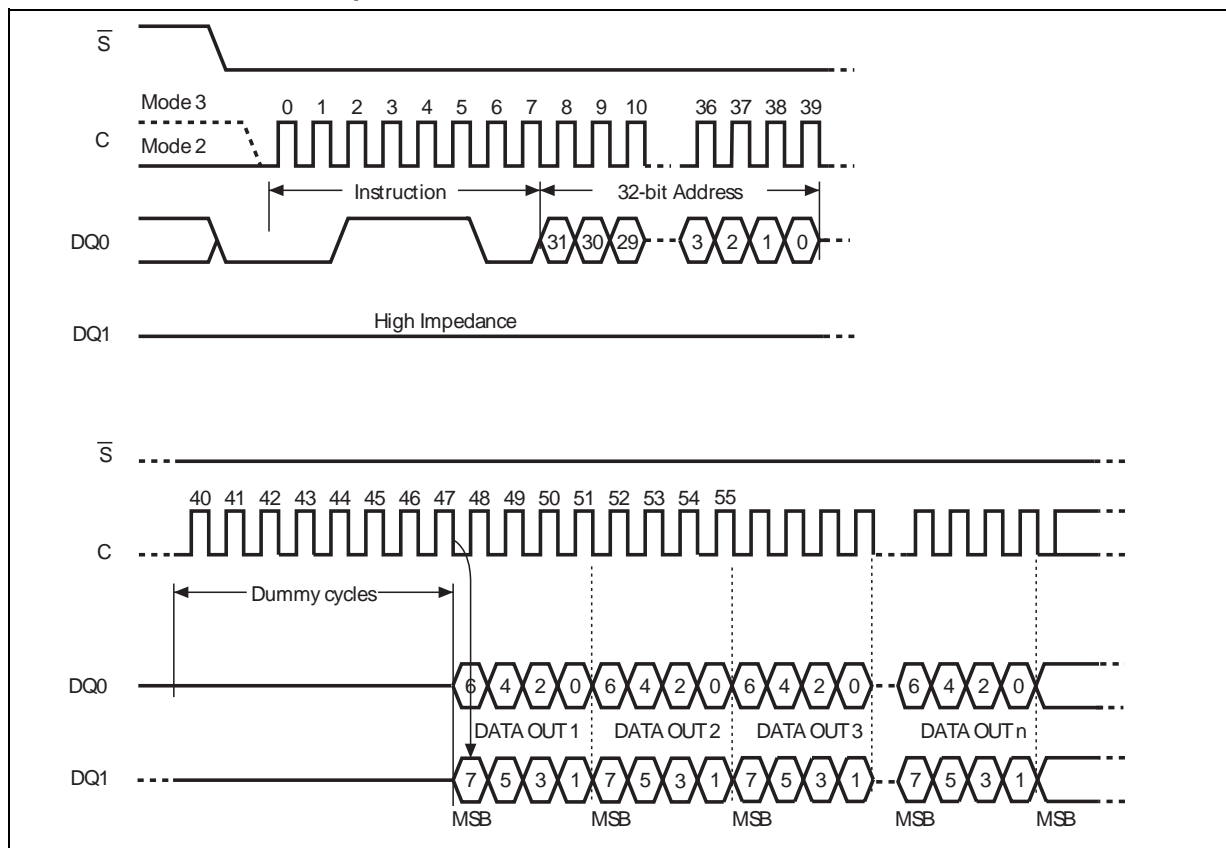 S
Mode 3
0 1 2 3 4 5 6 7 8 9 10 36 37 38 39
C
Mode 2
Instruction
32-bit Address
DQ0
31 30 29 3 2 1 0
High Impedance
DQ1
S
40 41 42 43 44 45 46 47 48 49 50 51 52 53 54 55
C
Dummy cycles
DQ0
6 4 2 0 6 4 2 0 6 4 2 0 6 4 2 0
DATA OUT 1 DATA OUT 2 DATA OUT 3 DATA OUT n
DQ1
7 5 3 1 7 5 3 1 7 5 3 1 7 5 3 1
MSB MSB MSB MSB MSB